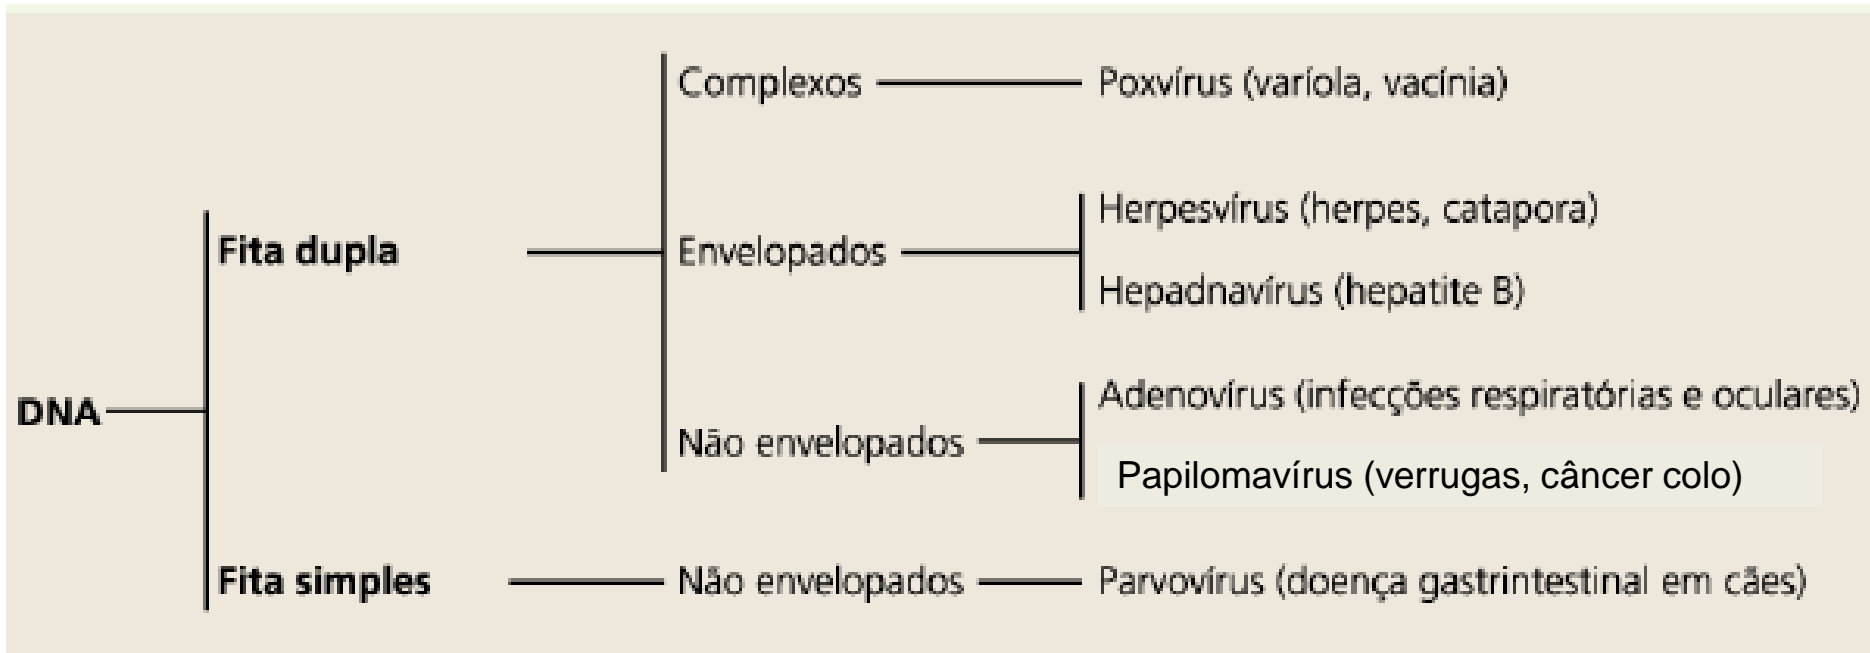 Complexos Poxvírus (varíola, vacínia)
Herpesvírus (herpes, catapora)
Fita dupla Envelopados
Hepadnavírus (hepatite B)
Adenovírus (infecções respiratórias e oculares)
DNA
Não envelopados
Papilomavírus (verrugas, câncer colo)
Fita simples Não envelopados Parvovírus (doença gastrintestinal em cães)